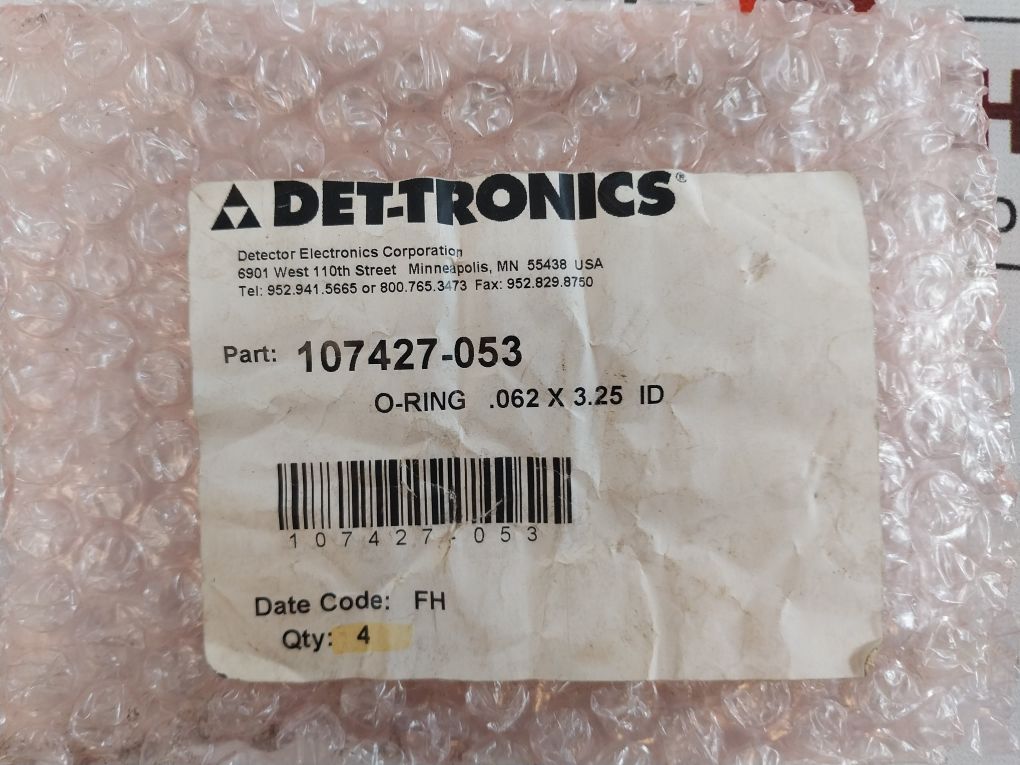 DET-TRONICS®
Detector Electronics Corporation
6901 West 110th Street Minneapolis, MN 55438 USA
Tel: 952.941.5665 or 800.765.3473 Fax: 952.829.8750
Part: 107427-053
O-RING .062 X 3.25 ID
107427-053
Date Code: FH
Qty: 4
H